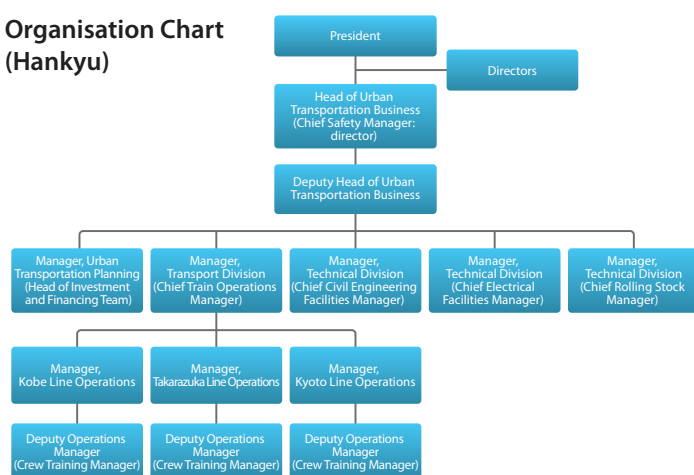 Organisation Chart
(Hankyu)
President
Directors
Head of Urban
Transportation Business
(Chief Safety Manager:
director)
Deputy Head of Urban
Transportation Business
Manager, Urban
Transportation Planning
(Head of Investment
and Financing Team)
Manager,
Transport Division
(Chief Train Operations
Manager)
Manager,
Technical Division
(Chief Civil Engineering
Facilities Manager)
Manager,
Technical Division
(Chief Electrical
Facilities Manager)
Manager,
Technical Division
(Chief Rolling Stock
Manager)
Manager,
Kobe Line Operations
Manager,
Takarazuka Line Operations
Manager,
Kyoto Line Operations
Deputy Operations
Manager
(Crew Training Manager)
Deputy Operations
Manager
(Crew Training Manager)
Deputy Operations
Manager
(Crew Training Manager)